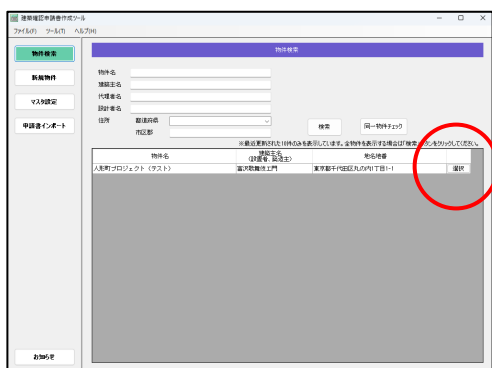 建築確認申請書作成ツール
ファイル(F) ツール(T) ヘルプ(H)
物件検索
物件検索
新規物件
マスタ設定
申請書インポート
物件名
建築主名
代理者名
設計者名
住所 都道府県
市区郡
検索 同一物件チェック
※最近更新された10件のみを表示しています。全物件を表示する場合は「検索」ボタンをクリックしてください。
物件名 建築主名 地名地番
(設置者、築造主)
人形町プロジェクト（テスト） 富沢歌舞伎工門 東京都千代田区丸の内1丁目1-1 選択
お知らせ